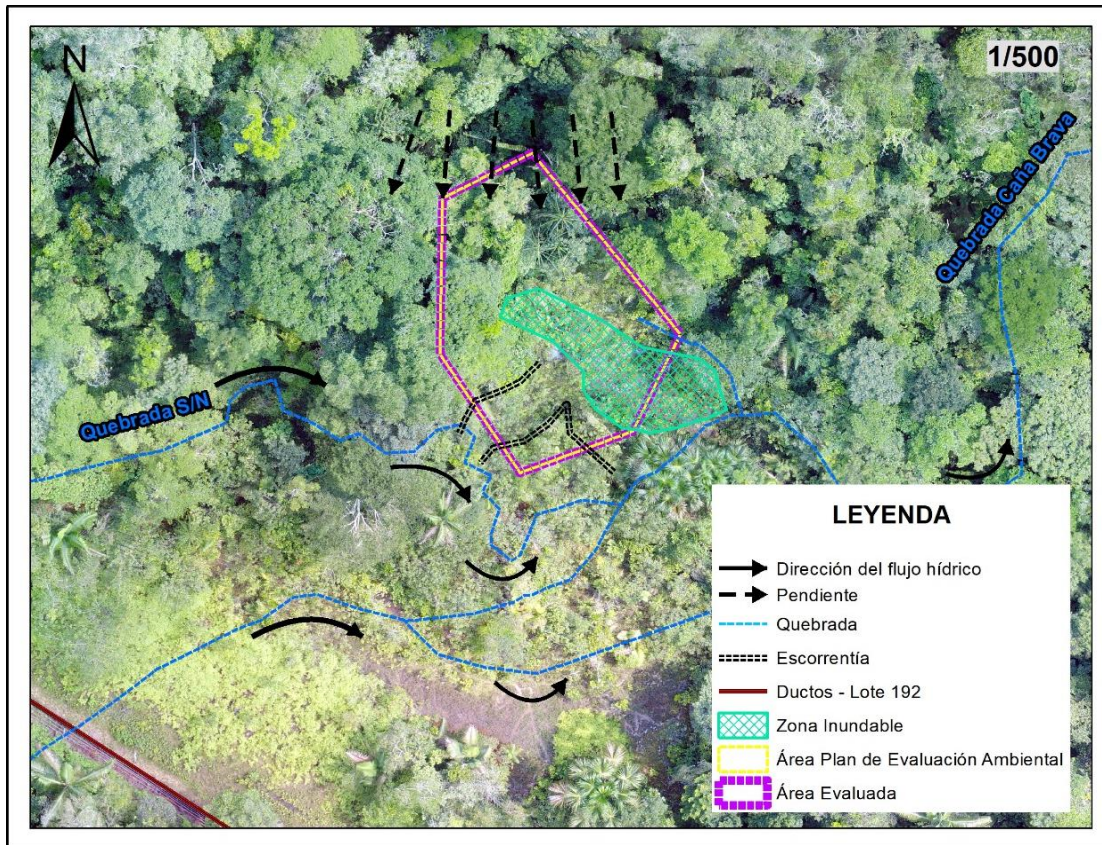 N
1/500
Quebrada Caña Brava
Quebrada S/N
LEYENDA
Dirección del flujo hídrico
Pendiente
Quebrada
Escorrentía
Ductos - Lote 192
Zona Inundable
Área Plan de Evaluación Ambiental
Área Evaluada